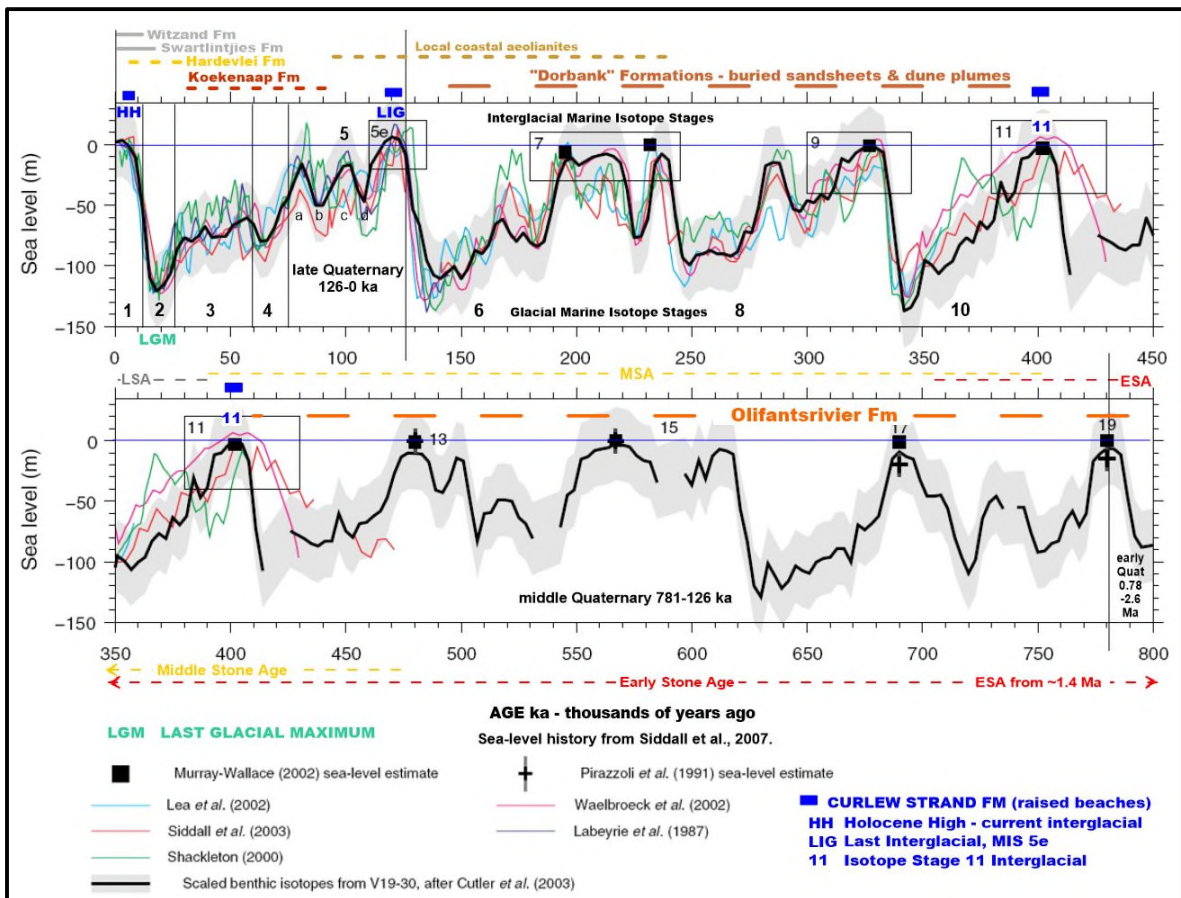 Witzand Fm
Swartlintjies Fm
Hardevlei Fm
Koekenaap Fm
Local coastal aeolianites
"Dorbank" Formations - buried sandsheets & dune plumes
HH
LIG
Interglacial Marine Isotope Stages
11
5
5e
7
9
11
Sea level (m)
0
−50
−100
−150
a
b
c
d
late Quaternary
126-0 ka
1
2
3
4
6
Glacial Marine Isotope Stages
8
10
LGM
0 50 100 150 200 250 300 350 400 450
LSA
MSA
ESA
11
11
Olifantsrivier Fm
13
15
17
19
Sea level (m)
0
−50
−100
−150
middle Quaternary 781-126 ka
early
Quat
0.78
-2.6
Ma
350 400 450 500 550 600 650 700 750 800
Middle Stone Age
Early Stone Age
ESA from ~1.4 Ma
AGE ka - thousands of years ago
LGM LAST GLACIAL MAXIMUM
Sea-level history from Siddall et al., 2007.
Murray-Wallace (2002) sea-level estimate
Pirazzoli et al. (1991) sea-level estimate
Lea et al. (2002)
Waelbroeck et al. (2002)
Siddall et al. (2003)
Labeyrie et al. (1987)
Shackleton (2000)
Scaled benthic isotopes from V19-30, after Cutler et al. (2003)
CURLEW STRAND FM (raised beaches)
HH Holocene High - current interglacial
LIG Last Interglacial, MIS 5e
11 Isotope Stage 11 Interglacial